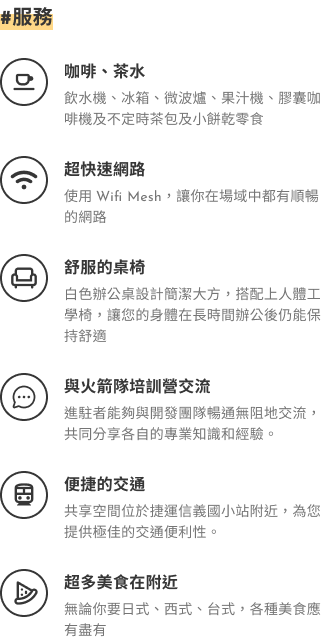 #服務
咖啡、茶水
飲水機、冰箱、微波爐、果汁機、膠囊咖
啡機及不定時茶包及小餅乾零食
超快速網路
使用 Wifi Mesh，讓你在場域中都有順暢
的網路
舒服的桌椅
白色辦公桌設計簡潔大方，搭配上人體工
學椅，讓您的身體在長時間辦公後仍能保
持舒適
與火箭隊培訓營交流
進駐者能夠與開發團隊暢通無阻地交流，
共同分享各自的專業知識和經驗。
便捷的交通
共享空間位於捷運信義國小站附近，為您
提供極佳的交通便利性。
超多美食在附近
無論你要日式、西式、台式，各種美食應
有盡有